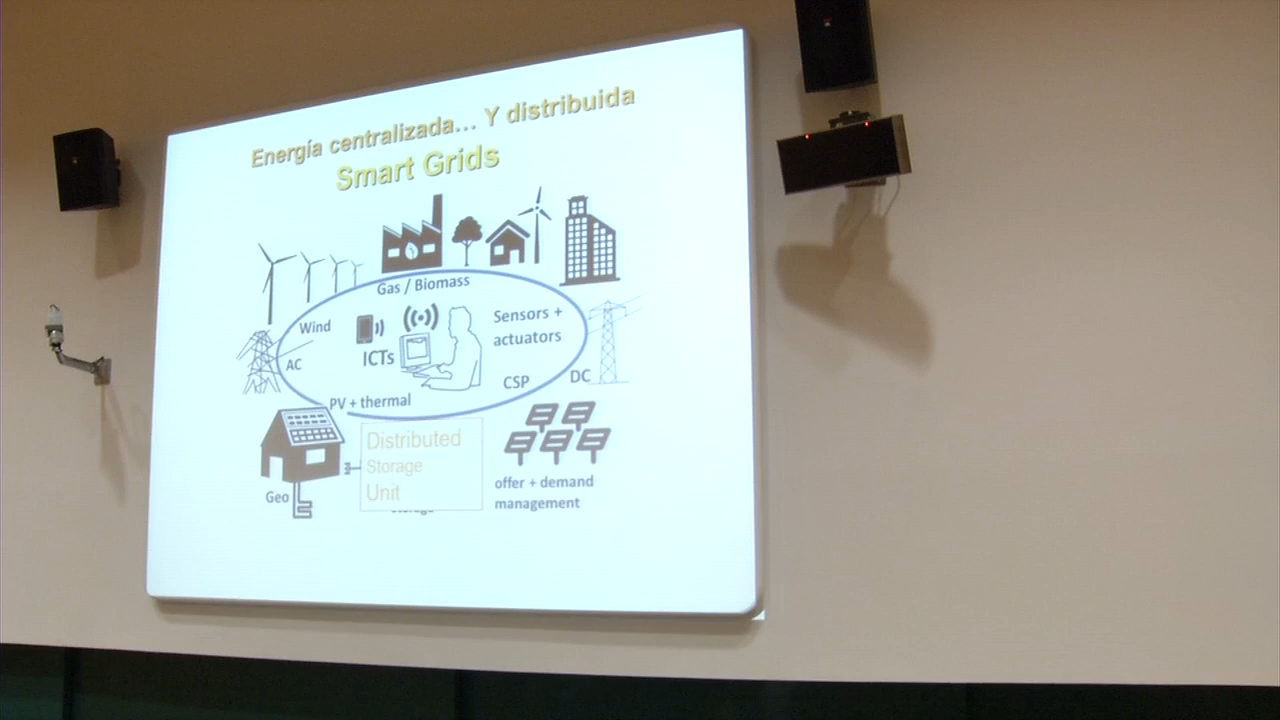 Energía centralizada... Y distribuida
Smart Grids
Gas / Biomass
Wind
Sensors +
actuators
ICTs
AC
CSP
DC
PV + thermal
Distributed
Storage
Unit
Geo
offer + demand
management